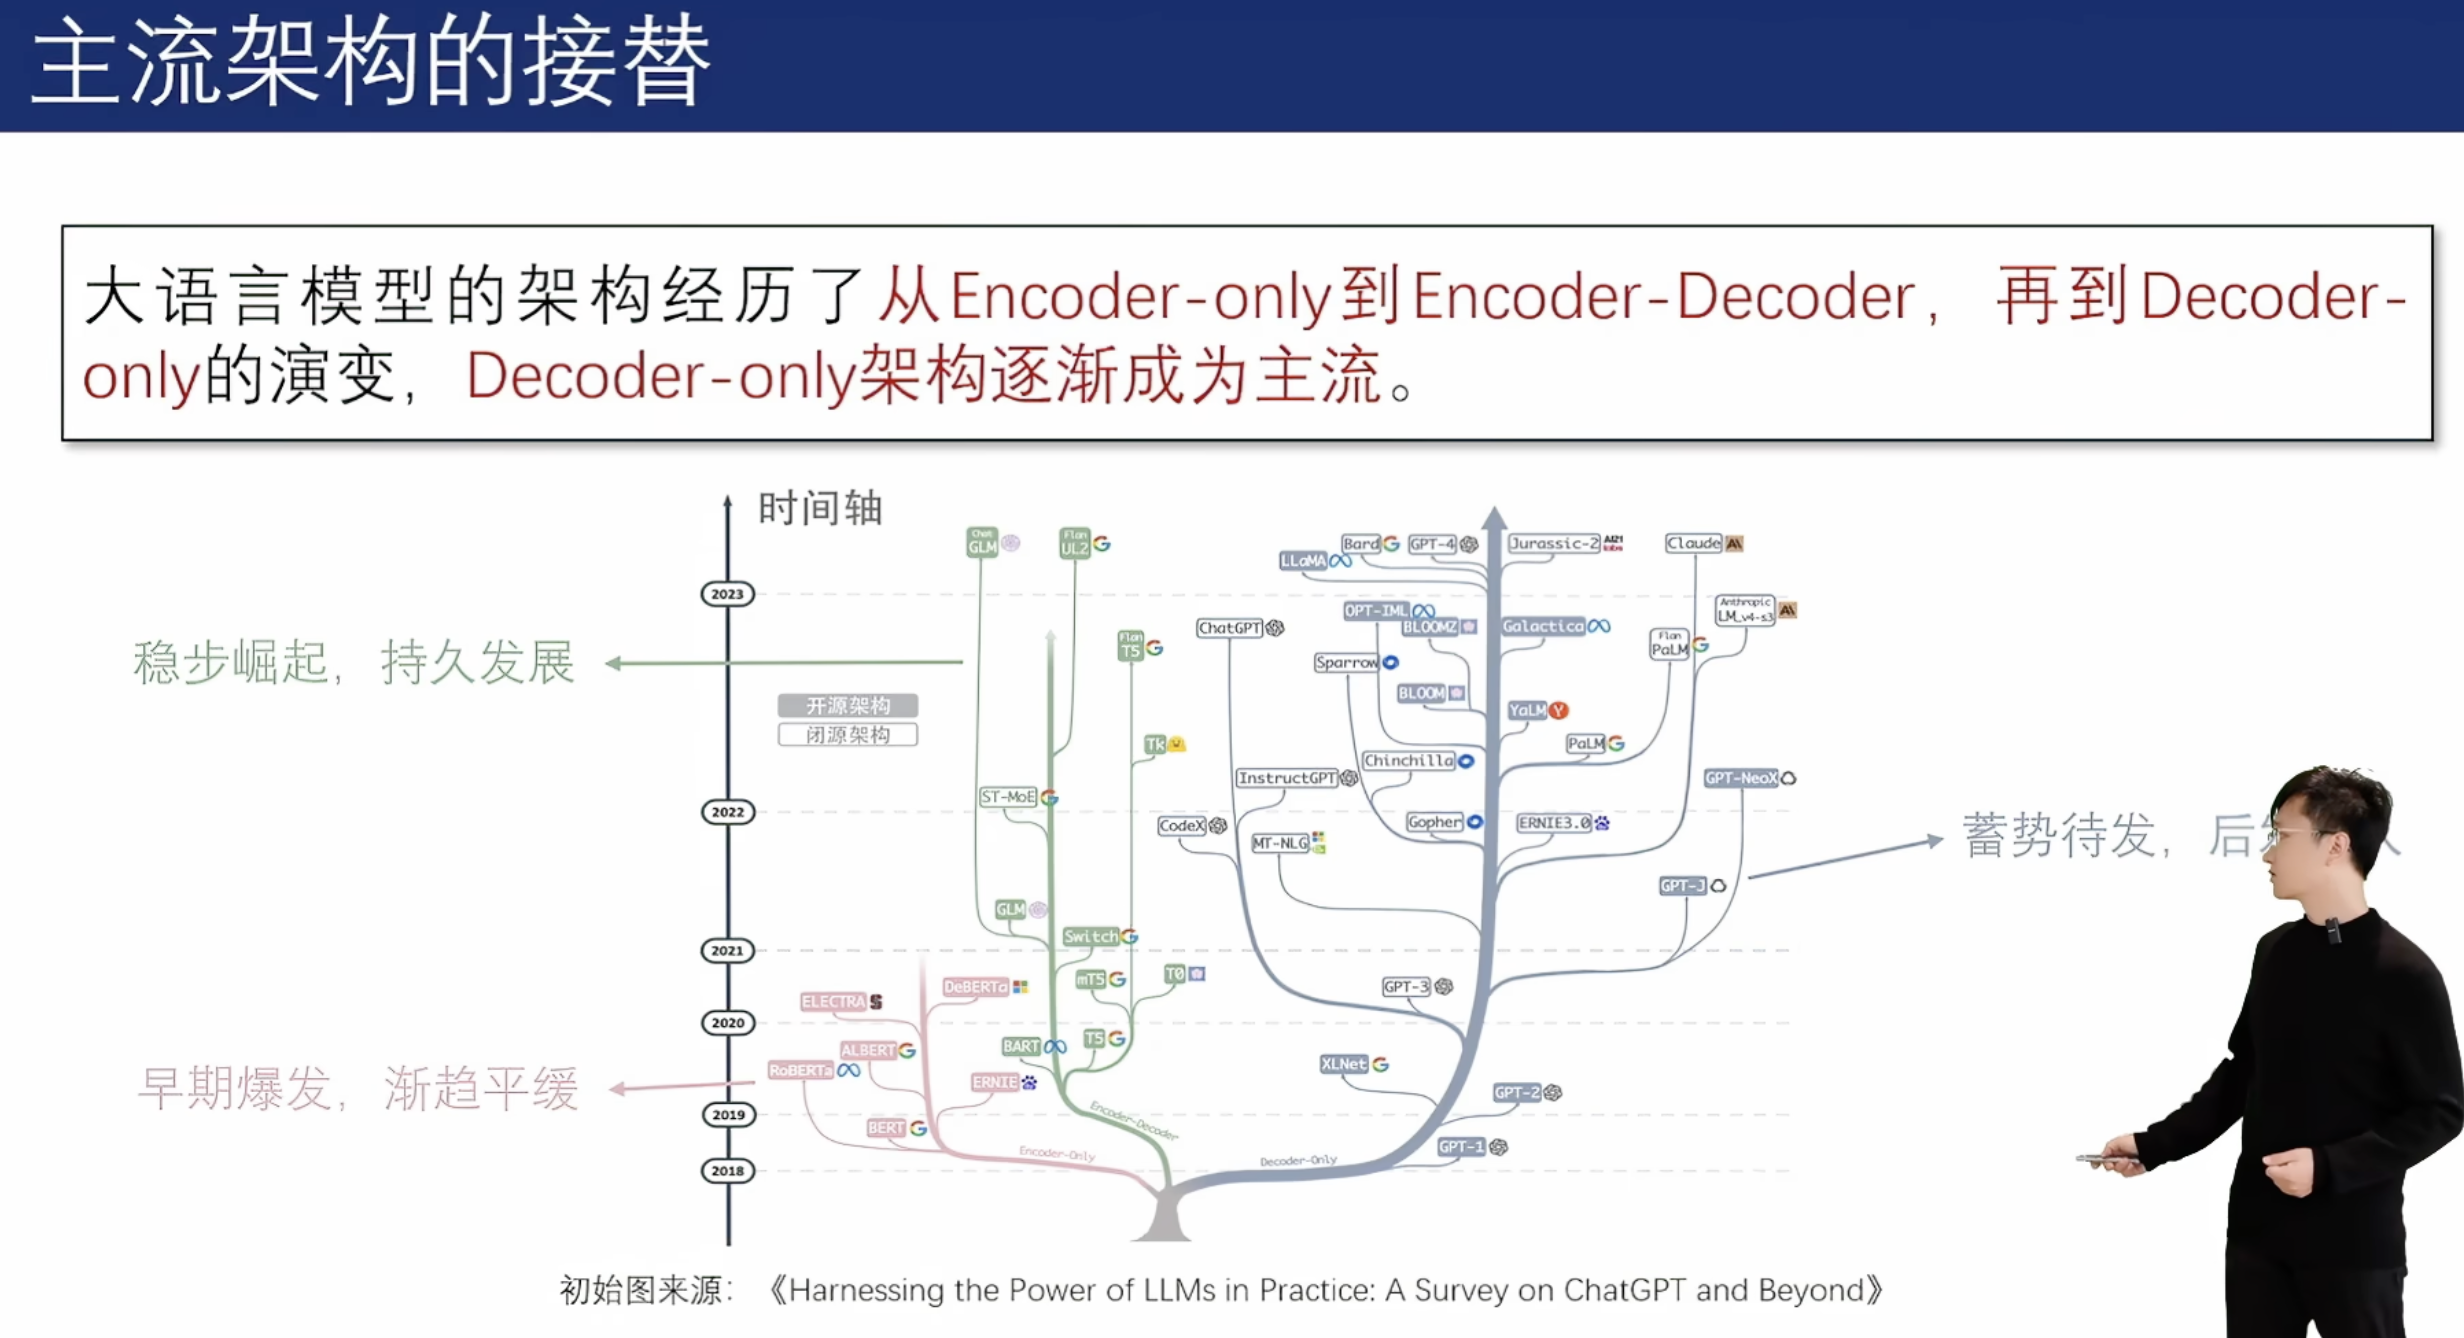 主流架构的接替
大语言模型的架构经历了从Encoder-only到Encoder-Decoder，再到Decoder-
only的演变，Decoder-only架构逐渐成为主流。
时间轴
Chat
GLM
Flan
UL2
Bard
GPT-4
Jurassic-2
AI21
labs
Claude
LLaMA
2023
Anthropic
LM_v4-s3
OPT-IML
BLOOMZ
Galactica
ChatGPT
Flan
T5
Flan
PaLM
稳步崛起，持久发展
Sparrow
BLOOM
开源架构
闭源架构
YaLM
Tk
PaLM
Chinchilla
InstructGPT
GPT-NeoX
ST-MoE
2022
CodeX
Gopher
ERNIE3.0
MT-NLG
蓄势待发，后
GPT-J
GLM
Switch
2021
mT5
T0
DeBERTa
GPT-3
ELECTRA
2020
BART
T5
ALBERT
XLNet
RoBERTa
ERNIE
早期爆发，渐趋平缓
GPT-2
2019
Encoder-Decoder
BERT
GPT-1
Encoder-Only
Decoder-Only
2018
初始图来源：《Harnessing the Power of LLMs in Practice: A Survey on ChatGPT and Beyond》